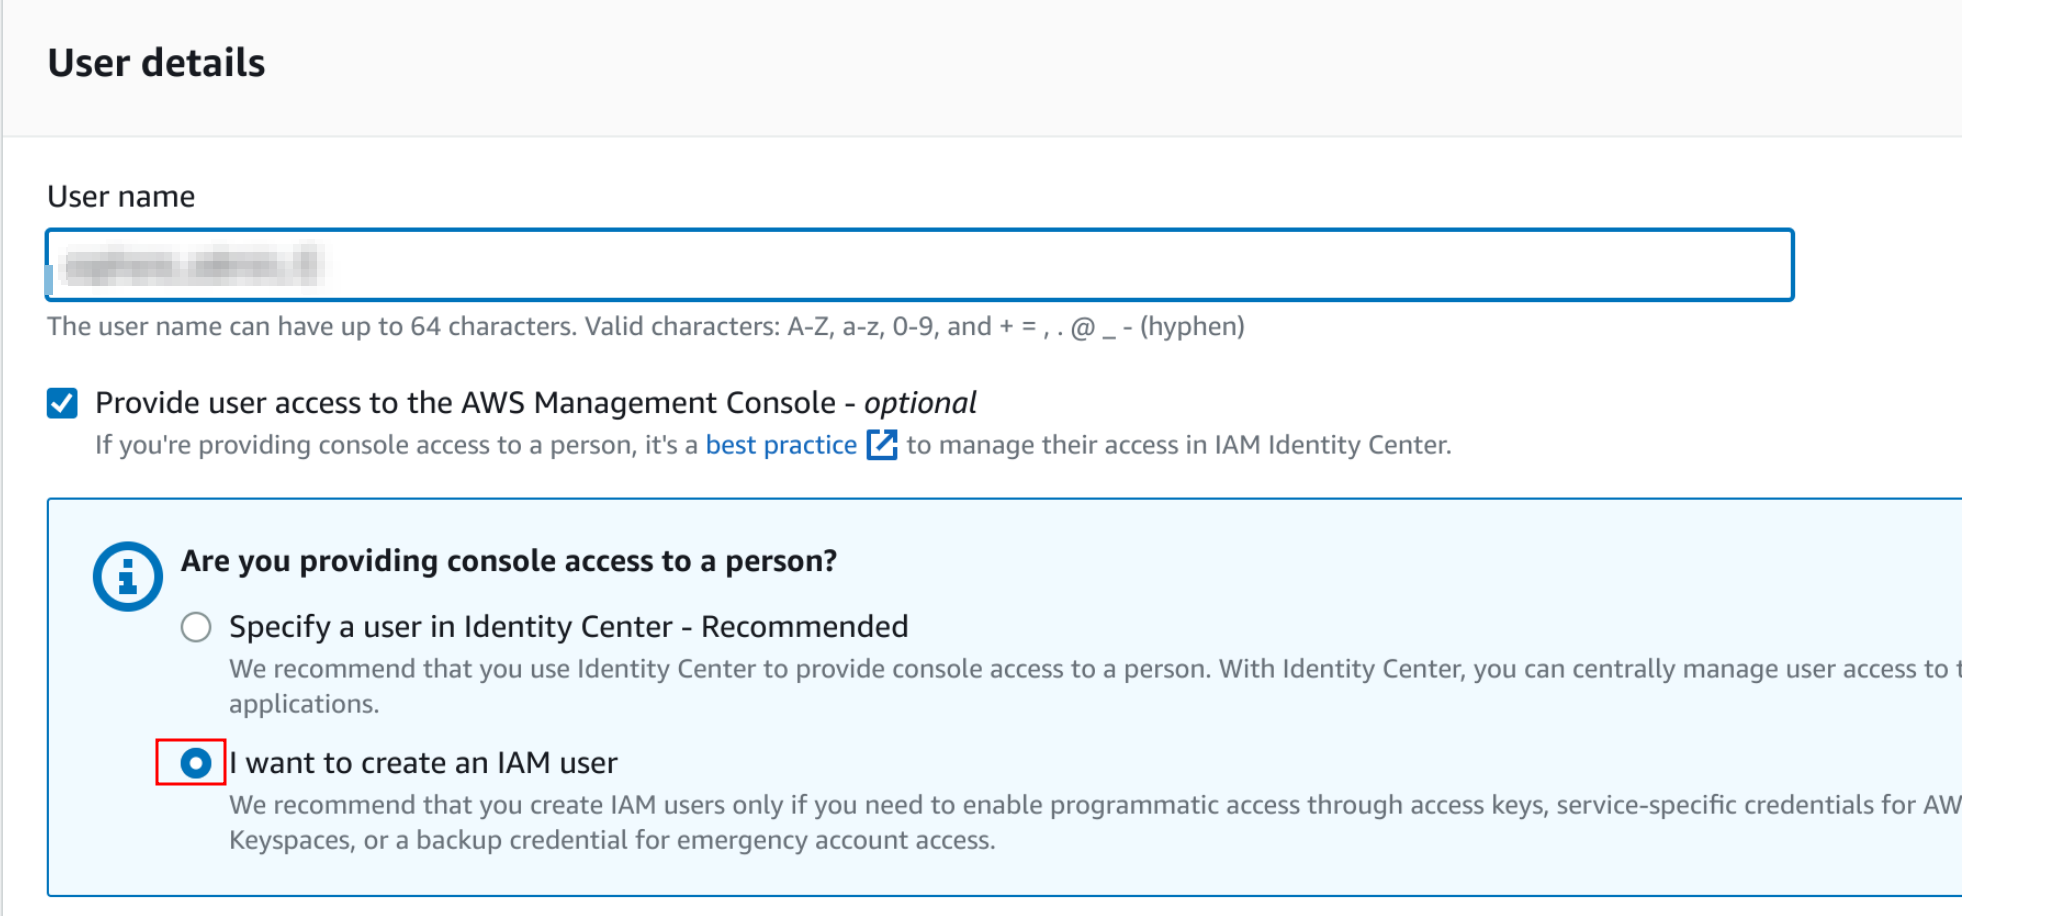 User details
User name
The user name can have up to 64 characters. Valid characters: A-Z, a-z, 0-9, and + = , . @ _ - (hyphen)
Provide user access to the AWS Management Console - optional
If you're providing console access to a person, it's a best practice to manage their access in IAM Identity Center.
Are you providing console access to a person?
Specify a user in Identity Center - Recommended
We recommend that you use Identity Center to provide console access to a person. With Identity Center, you can centrally manage user access to
applications.
I want to create an IAM user
We recommend that you create IAM users only if you need to enable programmatic access through access keys, service-specific credentials for AW
Keyspaces, or a backup credential for emergency account access.